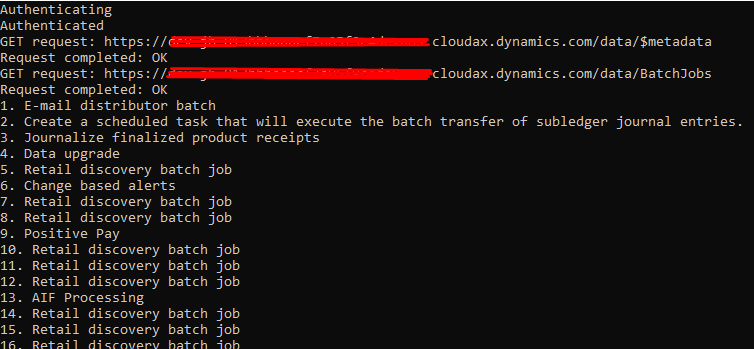 Authenticating
Authenticated
GET request: https:// .cloudax.dynamics.com/data/$metadata
Request completed: OK
GET request: https:// .cloudax.dynamics.com/data/BatchJobs
Request completed: OK
1. E-mail distributor batch
2. Create a scheduled task that will execute the batch transfer of subledger journal entries.
3. Journalize finalized product receipts
4. Data upgrade
5. Retail discovery batch job
6. Change based alerts
7. Retail discovery batch job
8. Retail discovery batch job
9. Positive Pay
10. Retail discovery batch job
11. Retail discovery batch job
12. Retail discovery batch job
13. AIF Processing
14. Retail discovery batch job
15. Retail discovery batch job
16. Retail discovery batch job